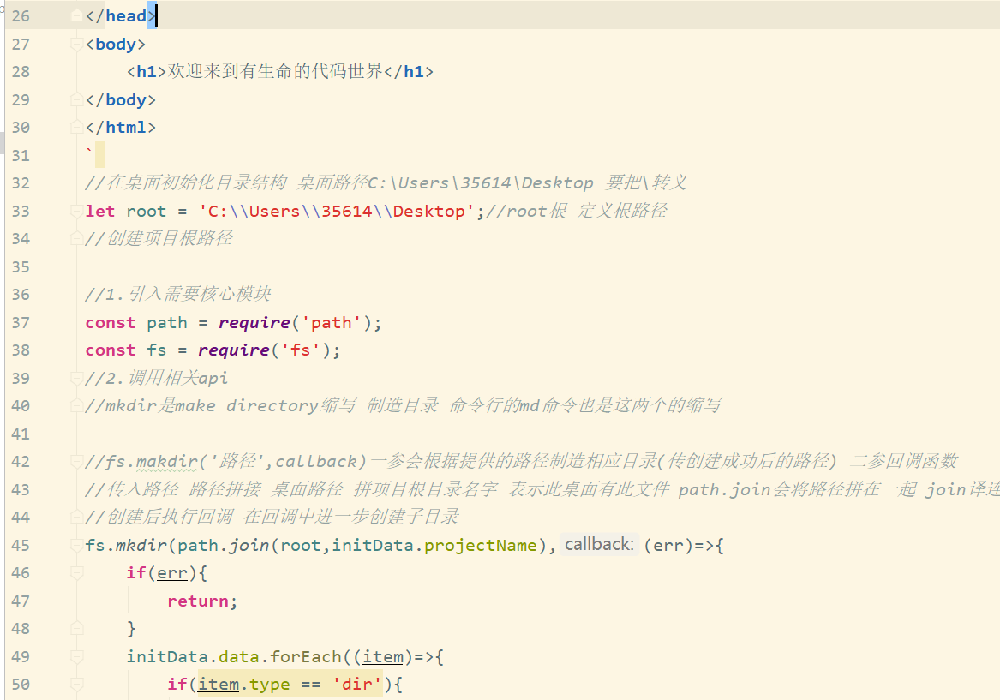 26 </head>
27 <body>
28 <h1>欢迎来到有生命的代码世界</h1>
29 </body>
30 </html>
31 `
32 //在桌面初始化目录结构 桌面路径C:\Users\35614\Desktop 要把\转义
33 let root = 'C:\\Users\\35614\\Desktop';//root根 定义根路径
34 //创建项目根路径
35
36 //1.引入需要核心模块
37 const path = require('path');
38 const fs = require('fs');
39 //2.调用相关api
40 //mkdir是make directory缩写 制造目录 命令行的md命令也是这两个的缩写
41
42 //fs.makdir('路径',callback)一参会根据提供的路径制造相应目录(传创建成功后的路径) 二参回调函数
43 //传入路径 路径拼接 桌面路径 拼项目根目录名字 表示此桌面有此文件 path.join会将路径拼在一起 join译连
44 //创建后执行回调 在回调中进一步创建子目录
45 fs.mkdir(path.join(root,initData.projectName), callback: (err)=>{
46 if(err){
47 return;
48 }
49 initData.data.forEach((item)=>{
50 if(item.type == 'dir'){